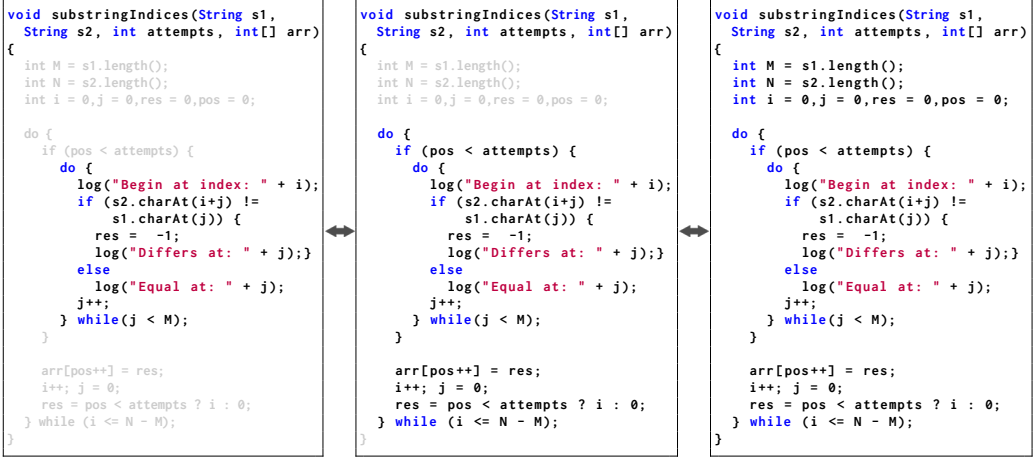 void substringIndices(String s1,
  String s2, int attempts, int[] arr)
{
  int M = s1.length();
  int N = s2.length();
  int i = 0,j = 0,res = 0,pos = 0;

  do {
    if (pos < attempts) {
      do {
        log("Begin at index: " + i);
        if (s2.charAt(i+j) !=
            s1.charAt(j)) {
          res =  -1;
          log("Differs at: " + j);}
        else
          log("Equal at: " + j);
        j++;
      } while(j < M);
    }

    arr[pos++] = res;
    i++; j = 0;
    res = pos < attempts ? i : 0;
  } while (i <= N - M);
}
void substringIndices(String s1,
  String s2, int attempts, int[] arr)
{
  int M = s1.length();
  int N = s2.length();
  int i = 0,j = 0,res = 0,pos = 0;

  do {
    if (pos < attempts) {
      do {
        log("Begin at index: " + i);
        if (s2.charAt(i+j) !=
            s1.charAt(j)) {
          res =  -1;
          log("Differs at: " + j);}
        else
          log("Equal at: " + j);
        j++;
      } while(j < M);
    }

    arr[pos++] = res;
    i++; j = 0;
    res = pos < attempts ? i : 0;
  } while (i <= N - M);
}
void substringIndices(String s1,
  String s2, int attempts, int[] arr)
{
  int M = s1.length();
  int N = s2.length();
  int i = 0,j = 0,res = 0,pos = 0;

  do {
    if (pos < attempts) {
      do {
        log("Begin at index: " + i);
        if (s2.charAt(i+j) !=
            s1.charAt(j)) {
          res =  -1;
          log("Differs at: " + j);}
        else
          log("Equal at: " + j);
        j++;
      } while(j < M);
    }

    arr[pos++] = res;
    i++; j = 0;
    res = pos < attempts ? i : 0;
  } while (i <= N - M);
}